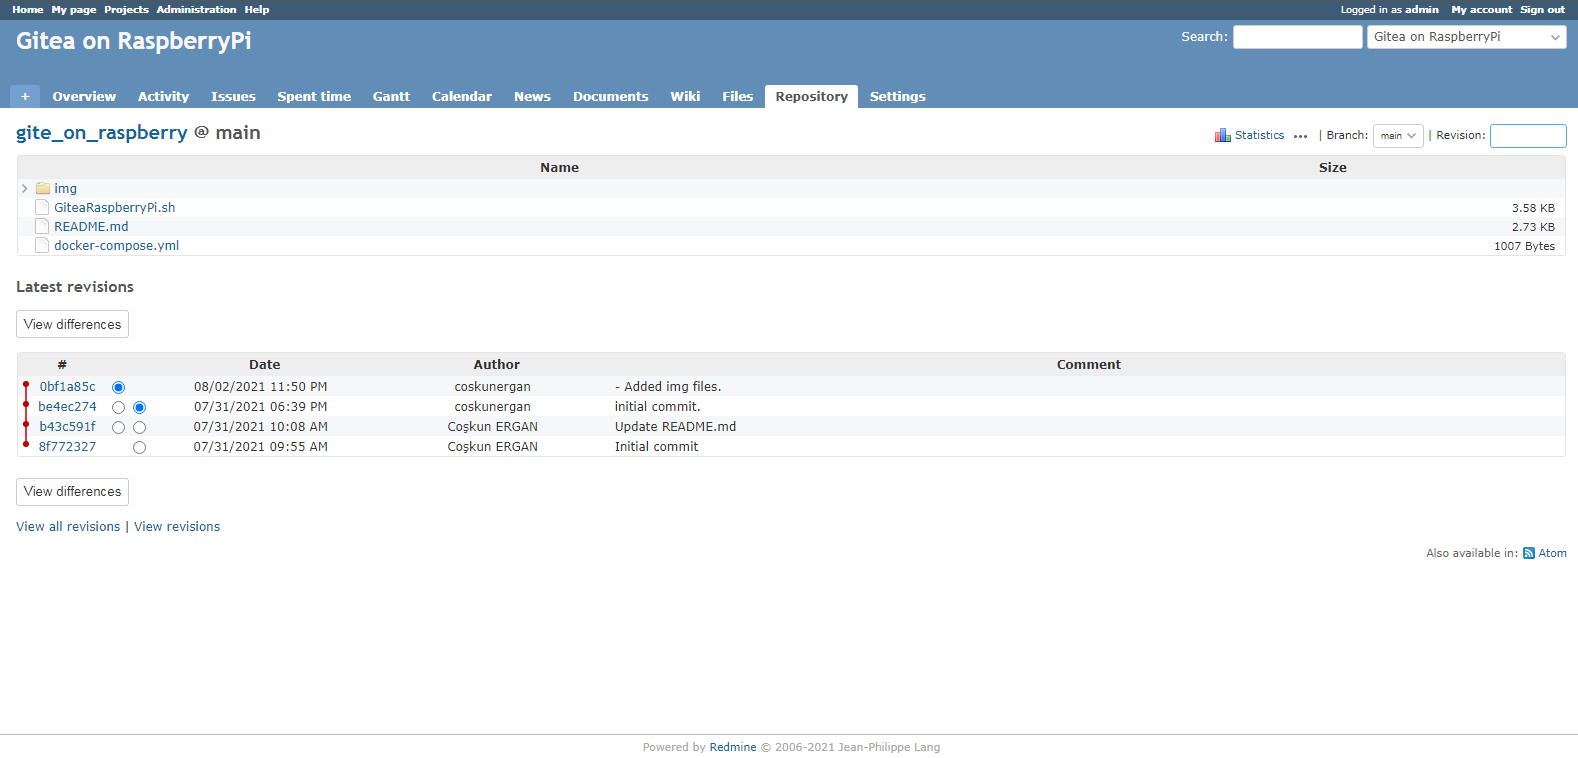 Home My page Projects Administration Help Logged in as admin My account Sign out
Gitea on RaspberryPi Search: Gitea on RaspberryPi
+ Overview Activity Issues Spent time Gantt Calendar News Documents Wiki Files Repository Settings
gite_on_raspberry @ main Statistics ••• | Branch: main | Revision:
Name Size
img
GiteaRaspberryPi.sh 3.58 KB
README.md 2.73 KB
docker-compose.yml 1007 Bytes
Latest revisions
View differences
# Date Author Comment
0bf1a85c 08/02/2021 11:50 PM coskunergan - Added img files.
be4ec274 07/31/2021 06:39 PM coskunergan initial commit.
b43c591f 07/31/2021 10:08 AM Coşkun ERGAN Update README.md
8f772327 07/31/2021 09:55 AM Coşkun ERGAN Initial commit
View differences
View all revisions | View revisions
Also available in: Atom
Powered by Redmine © 2006-2021 Jean-Philippe Lang